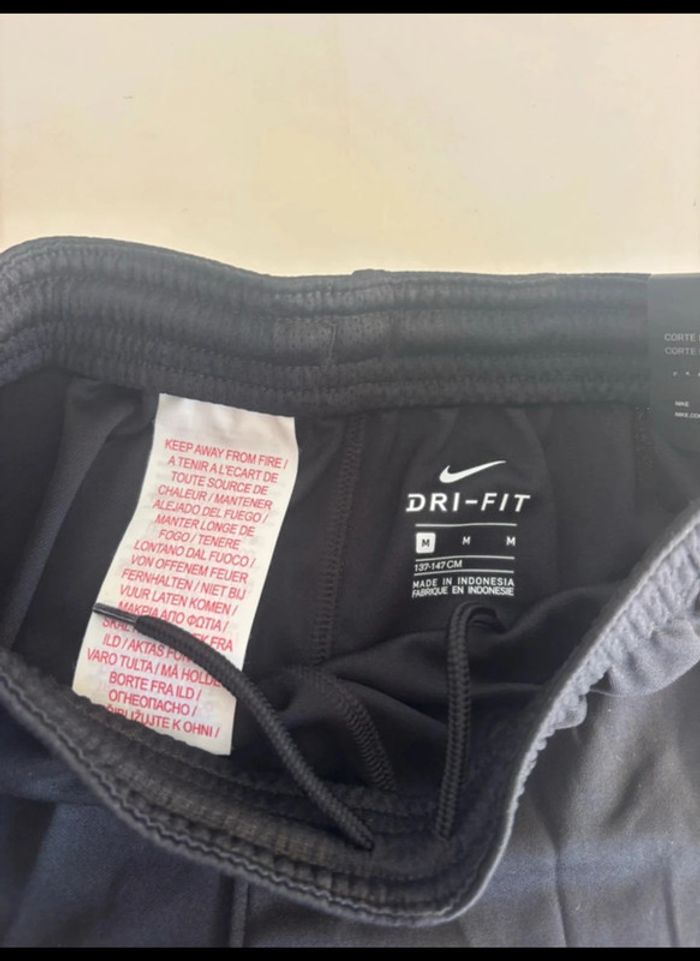 KEEP AWAY FROM FIRE /
A TENIR A L'ECART DE
TOUTE SOURCE DE
CHALEUR / MANTENER
ALEJADO DEL FUEGO /
MANTER LONGE DE
FOGO / TENERE
LONTANO DAL FUOCO /
VON OFFENEM FEUER
FERNHALTEN / NIET BIJ
VUUR LATEN KOMEN /
ΜΑΚΡΙΑ ΑΠΟ ΦΩΤΙΑ /
FRA
ILD / AKTAS
VARO TULTA / MÅ
BORTE FRA ILD /
ОГНЕОПАСНО /
K OHNI /
DRI-FIT
M M M
137-147 CM
MADE IN INDONESIA
FABRIQUE EN INDONESIE
CORTE
CORTE
NIKE